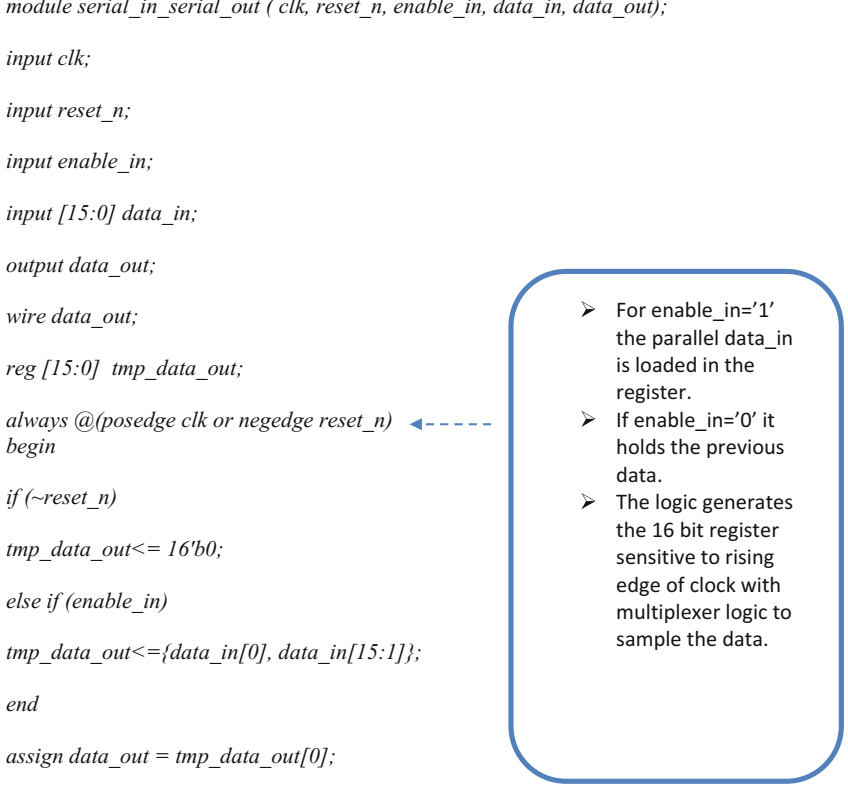 module serial_in_serial_out ( clk, reset_n, enable_in, data_in, data_out);
input clk;
input reset_n;
input enable_in;
input [15:0] data_in;
output data_out;
wire data_out;
reg [15:0]  tmp_data_out;
always @(posedge clk or negedge reset_n)
begin
if (~reset_n)
tmp_data_out<= 16'b0;
else if (enable_in)
tmp_data_out<={data_in[0], data_in[15:1]};
end
assign data_out = tmp_data_out[0];
➢ For enable_in=’1’
the parallel data_in
is loaded in the
register.
➢ If enable_in=’0’ it
holds the previous
data.
➢ The logic generates
the 16 bit register
sensitive to rising
edge of clock with
multiplexer logic to
sample the data.